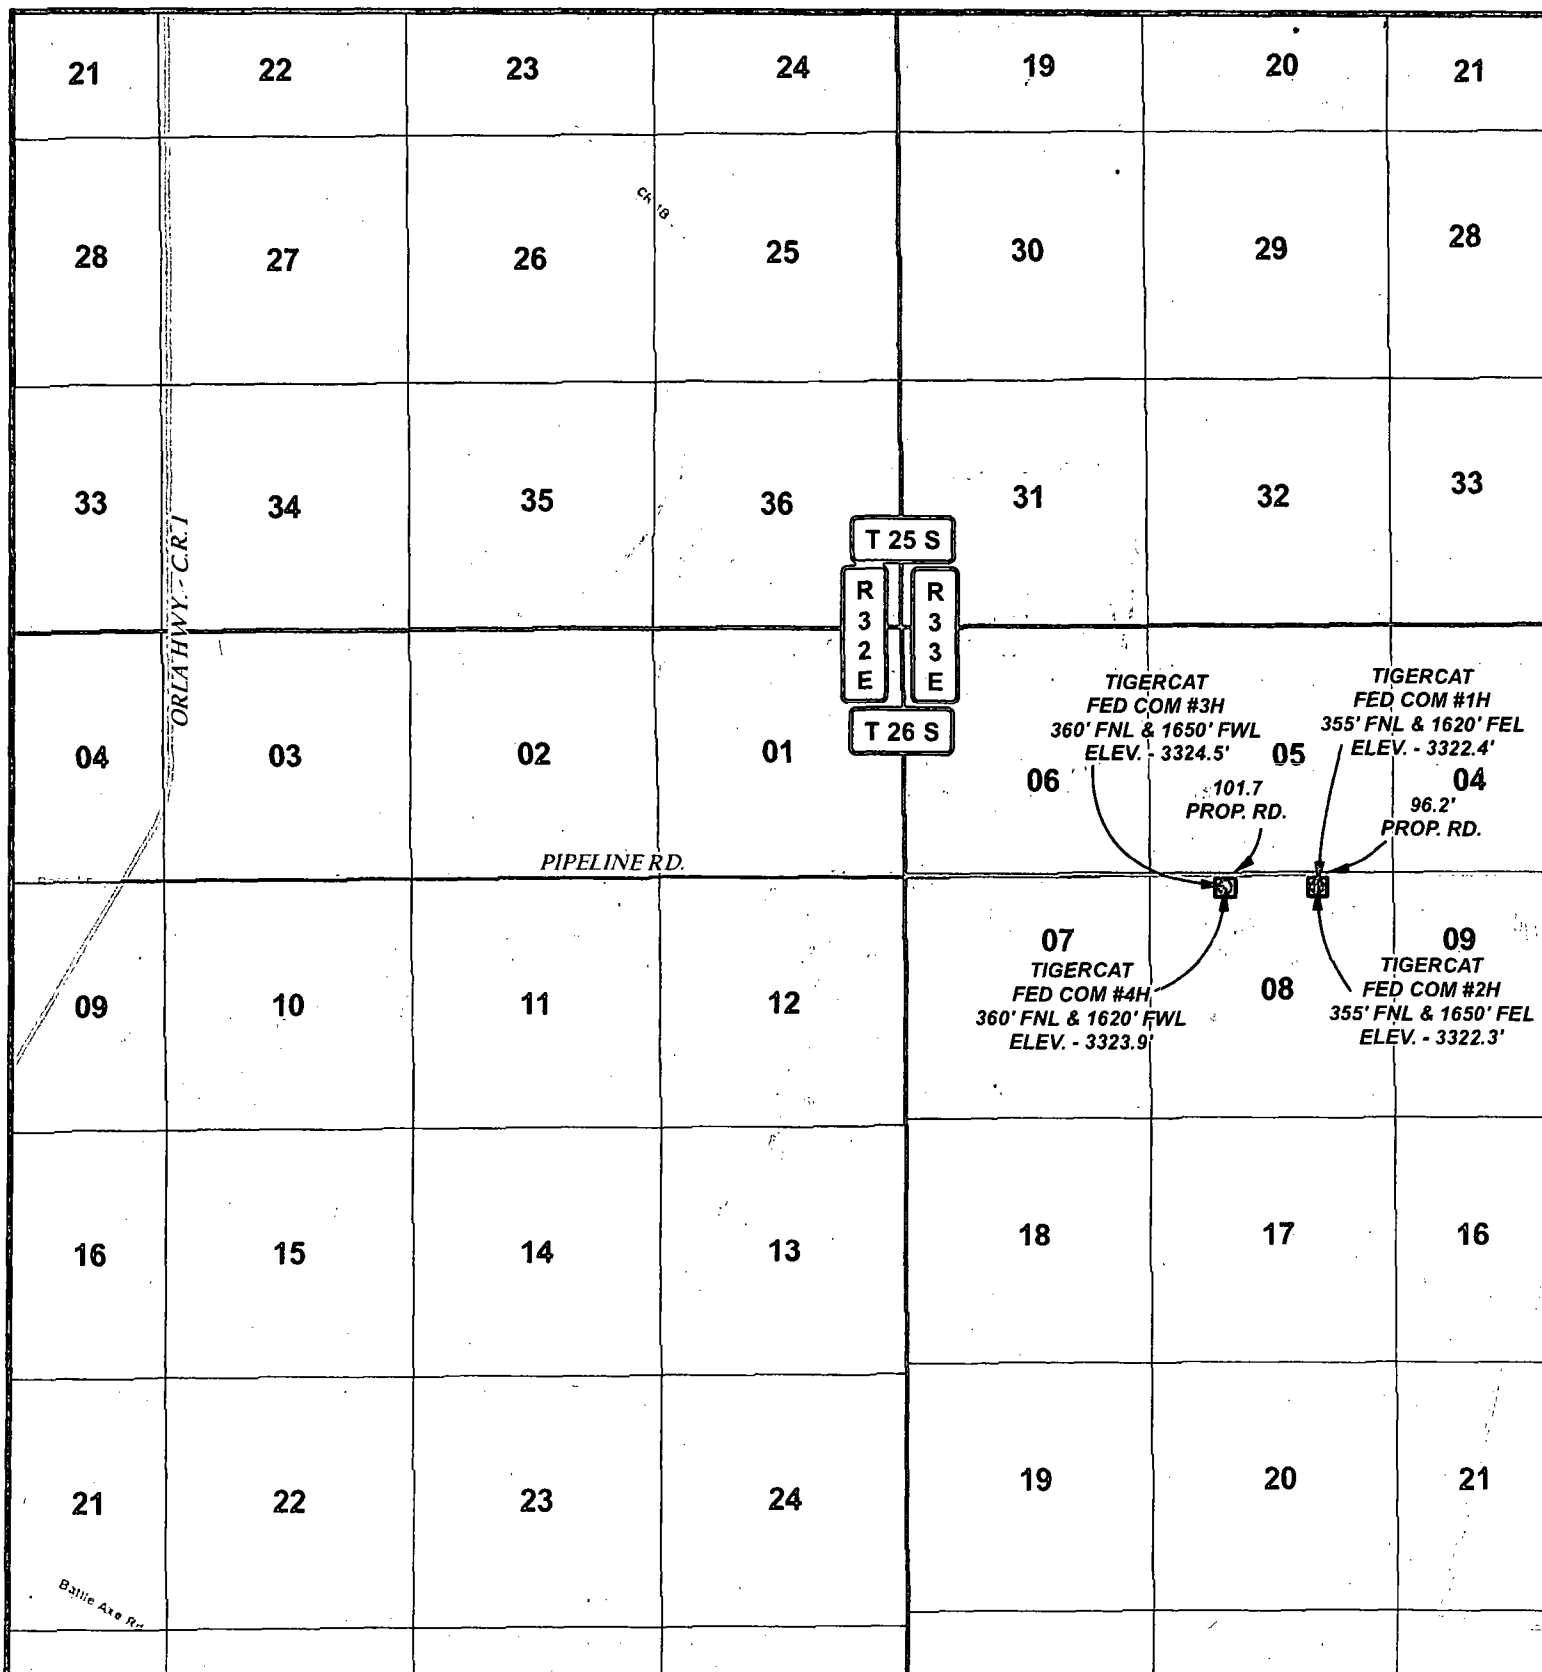 21
22
23
24
19
20
21
CR 1B
28
27
26
25
30
29
28
33
34
35
36
31
32
33
ORLA HWY. - C.R. 1
T 25 S
R
3
2
E
R
3
3
E
T 26 S
04
03
02
01
06
05
04
TIGERCAT
FED COM #3H
360' FNL & 1650' FWL
ELEV. - 3324.5'
TIGERCAT
FED COM #1H
355' FNL & 1620' FEL
ELEV. - 3322.4'
101.7
PROP. RD.
96.2'
PROP. RD.
PIPELINE RD.
09
10
11
12
07
08
09
TIGERCAT
FED COM #4H
360' FNL & 1620' FWL
ELEV. - 3323.9'
TIGERCAT
FED COM #2H
355' FNL & 1650' FEL
ELEV. - 3322.3'
16
15
14
13
18
17
16
21
22
23
24
19
20
21
Battle Axe Rd